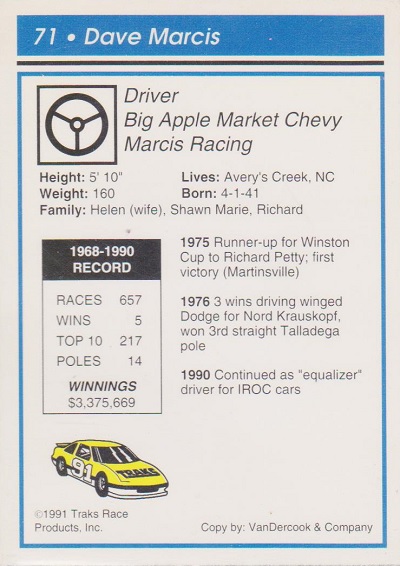 71 • Dave Marcis
Driver
Big Apple Market Chevy
Marcis Racing
Height: 5' 10"
Lives: Avery's Creek, NC
Weight: 160
Born: 4-1-41
Family: Helen (wife), Shawn Marie, Richard
1968-1990
RECORD
RACES 657
WINS 5
TOP 10 217
POLES 14
WINNINGS
$3,375,669
1975 Runner-up for Winston
Cup to Richard Petty; first
victory (Martinsville)
1976 3 wins driving winged
Dodge for Nord Krauskopf,
won 3rd straight Talladega
pole
1990 Continued as "equalizer"
driver for IROC cars
91
TRAKS
©1991 Traks Race
Products, Inc.
Copy by: VanDercook & Company